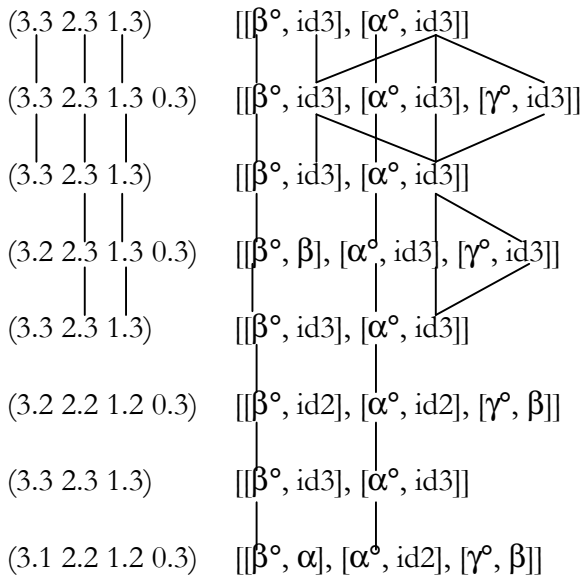 (3.3 2.3 1.3) [[β°, id3], [α°, id3]]
(3.3 2.3 1.3 0.3) [[β°, id3], [α°, id3], [γ°, id3]]
(3.3 2.3 1.3) [[β°, id3], [α°, id3]]
(3.2 2.3 1.3 0.3) [[β°, β], [α°, id3], [γ°, id3]]
(3.3 2.3 1.3) [[β°, id3], [α°, id3]]
(3.2 2.2 1.2 0.3) [[β°, id2], [α°, id2], [γ°, β]]
(3.3 2.3 1.3) [[β°, id3], [α°, id3]]
(3.1 2.2 1.2 0.3) [[β°, α], [α°, id2], [γ°, β]]